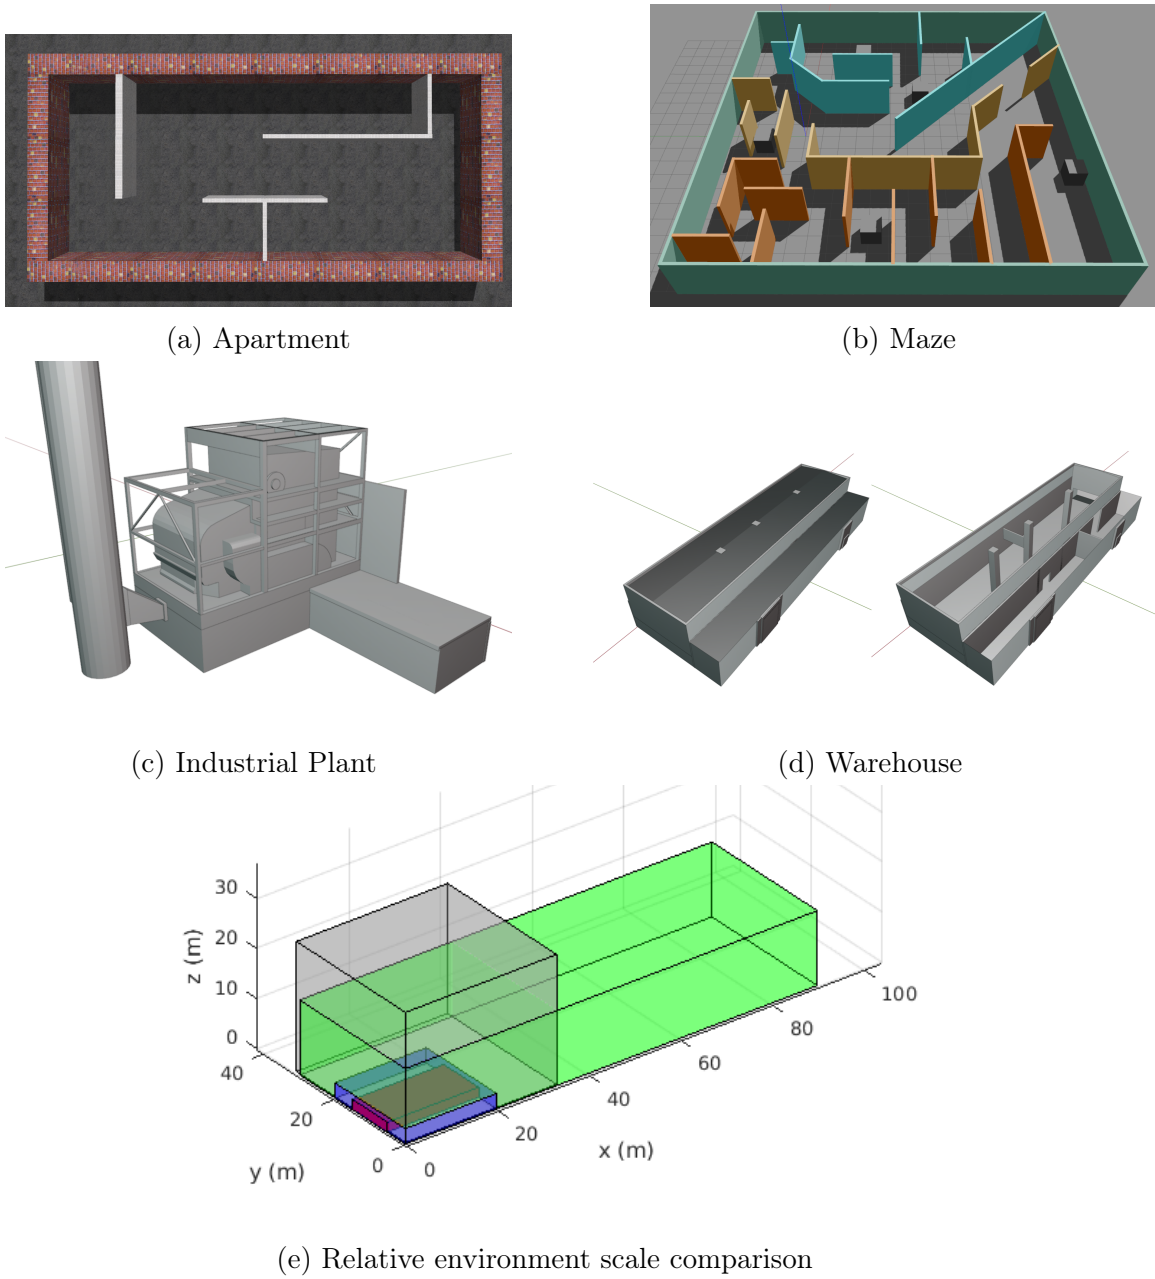 (a) Apartment
(b) Maze
(c) Industrial Plant
(d) Warehouse
30
20
10
0
z (m)
40
20
0
y (m)
0
20
40
60
80
100
x (m)
(e) Relative environment scale comparison